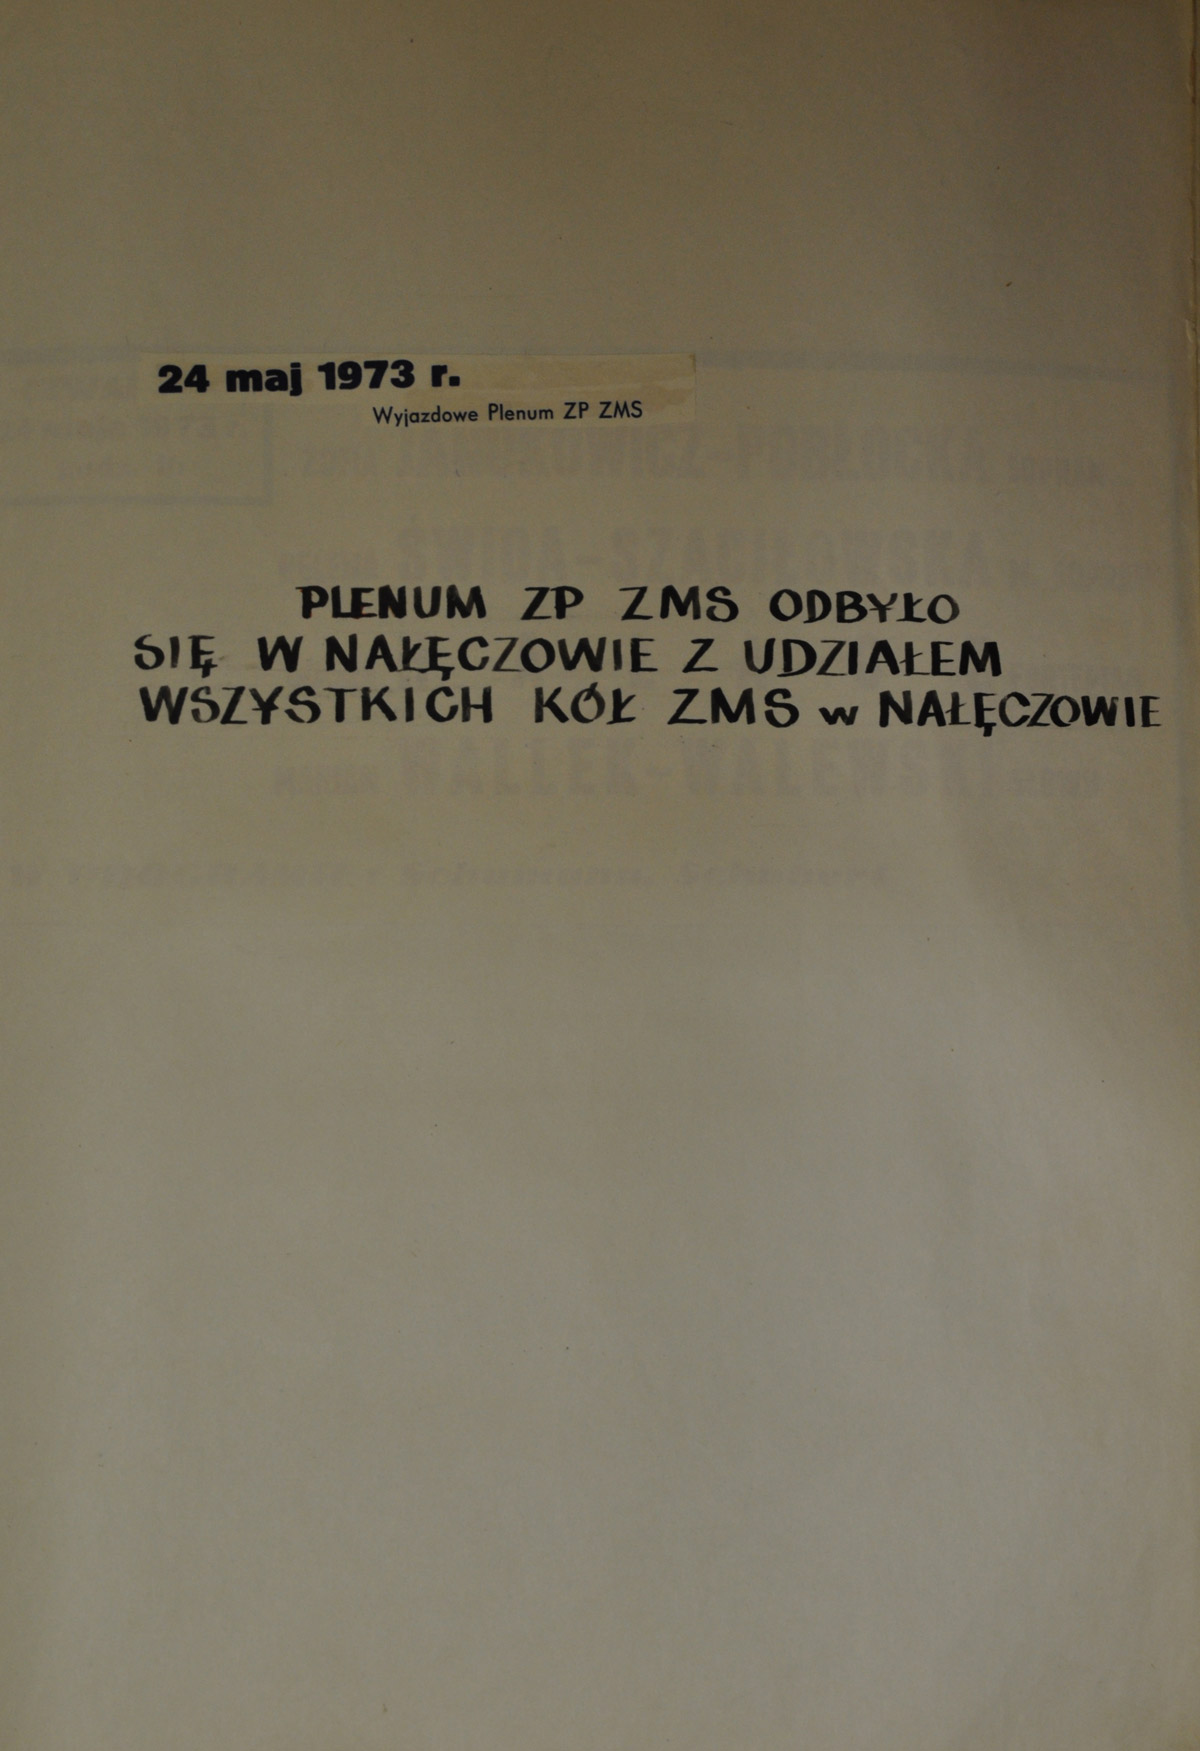 24 maj 1973 r.
Wyjazdowe Plenum ZP ZMS
PLENUM ZP ZMS ODBYŁO
SIĘ W NAŁĘCZOWIE Z UDZIAŁEM
WSZYSTKICH KÓŁ ZMS w NAŁĘCZOWIE